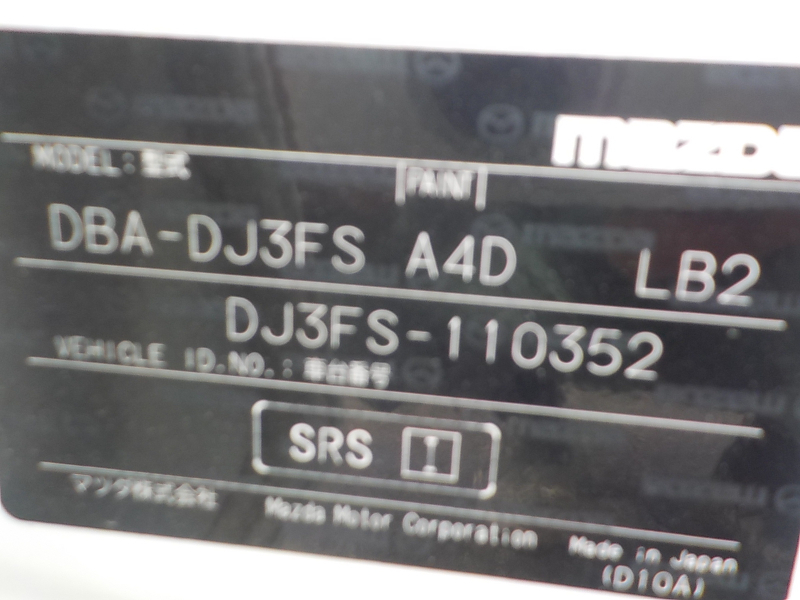 mazda
MODEL:型式
PAINT
DBA-DJ3FS A4D LB2
DJ3FS-110352
VEHICLE ID.NO.:車台番号
SRS I
マツダ株式会社 Mazda Motor Corporation Made in Japan
(D10A)